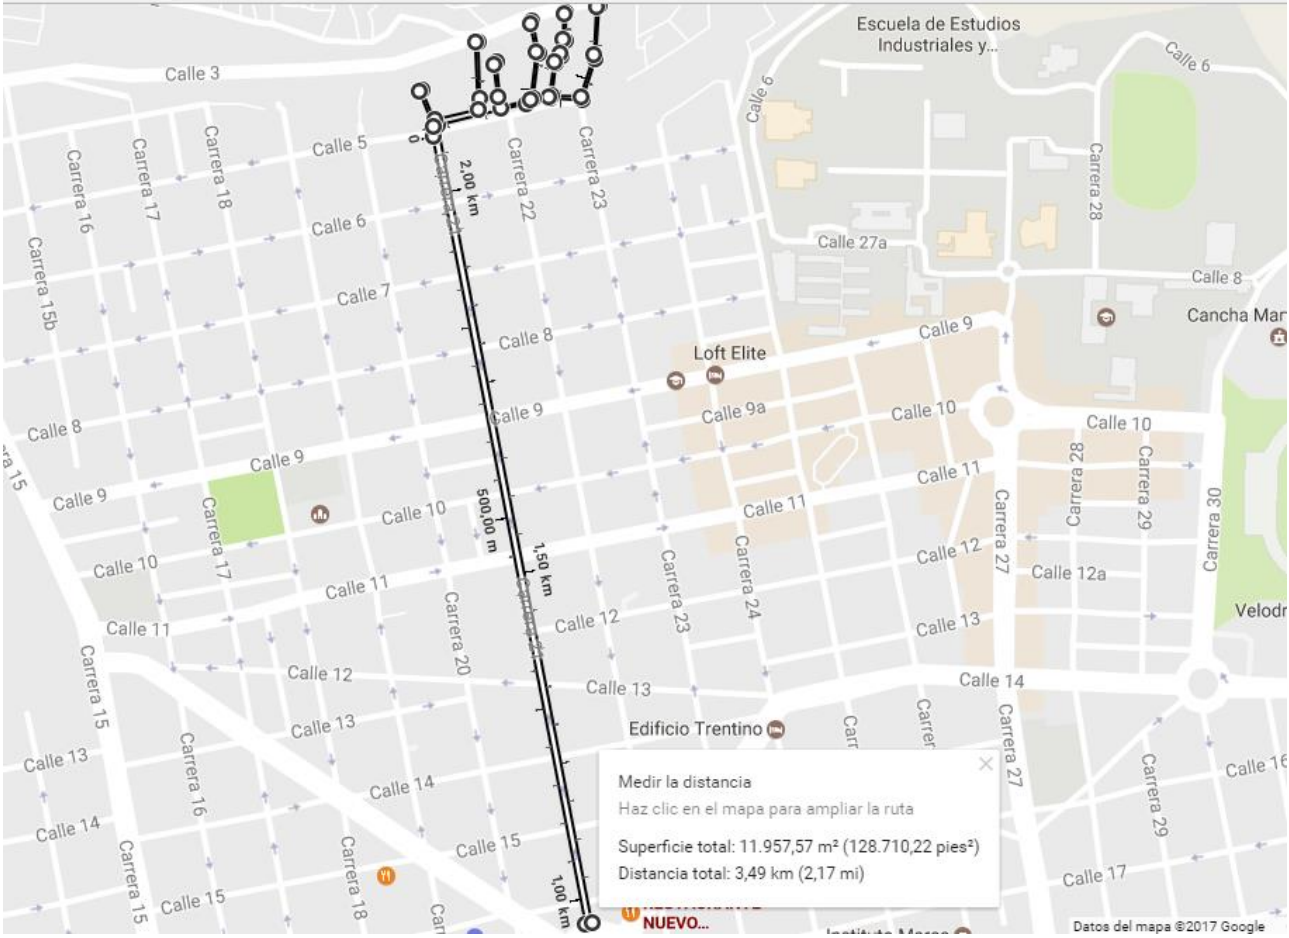 Escuela de Estudios
Industriales y...
Calle 6
Calle 3
Calle 6
Carrera 18
Calle 5
0
Carrera 17
Carrera 16
2,00 km
Carrera 22
Carrera 23
Carrera 28
Calle 6
Calle 27a
Carrera 15b
Calle 7
Calle 8
Calle 8
Cancha Mar
Calle 9
Loft Elite
Calle 9
Calle 9a
Calle 10
Calle 10
Calle 8
Calle 9
Calle 9
ra 15
Calle 11
Carrera 28
Carrera 29
Carrera 30
Calle 10
Carrera 17
500,00 m
Calle 11
Carrera 27
Calle 10
1,50 km
Calle 12
Calle 12a
Calle 11
Carrera 21
Carrera 23
Carrera 24
Calle 11
Carrera 20
Calle 12
Calle 13
Velodr
Calle 12
Calle 13
Calle 14
Carrera 15
Calle 13
Edificio Trentino
Carr
Carrer
Carrera 27
Calle 13
Carrera 16
Calle 14
Calle 16
Carrera 29
Calle 14
Calle 15
Carrera 15
Carrera 18
Calle 15
Car
1,00 km
Calle 17
Medir la distancia
Haz clic en el mapa para ampliar la ruta
Superficie total: 11.957,57 m² (128.710,22 pies²)
Distancia total: 3,49 km (2,17 mi)
NUEVO...
Datos del mapa ©2017 Google